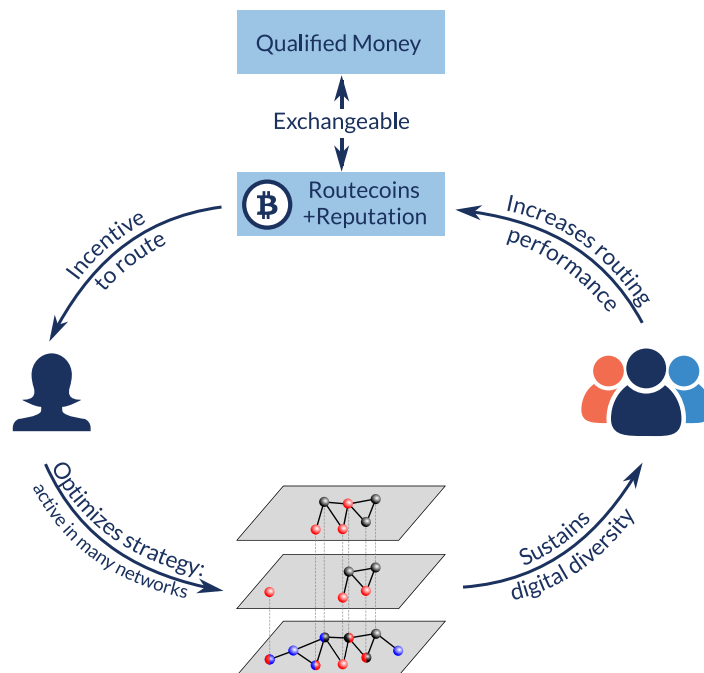 Qualified Money
Exchangeable
Routecoins
+Reputation
Incentive
to route
Increases routing
performance
Optimizes strategy:
active in many networks
Sustains
digital diversity